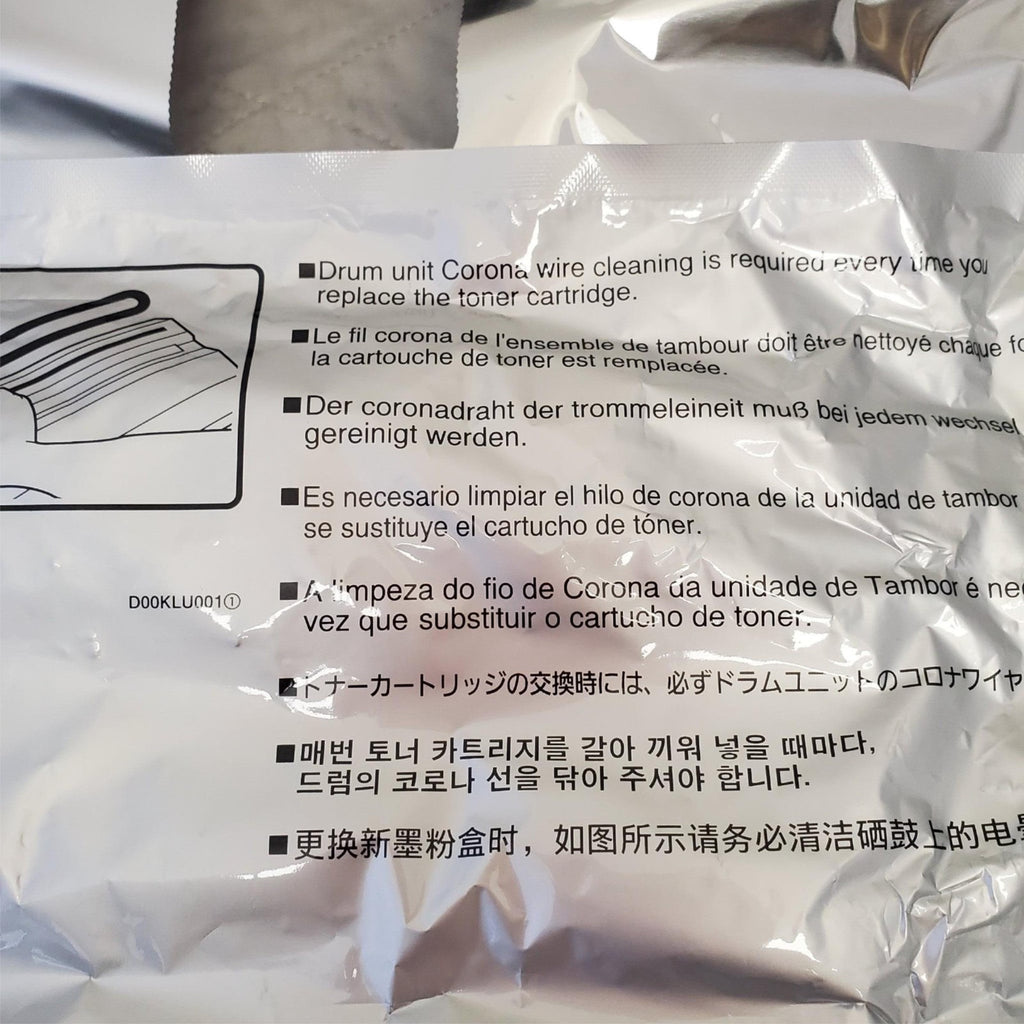 ■Drum unit Corona wire cleaning is required every time you
replace the toner cartridge.
■Le fil corona de l'ensemble de tambour doit être nettoyé chaque fo
la cartouche de toner est remplacée.
■Der coronadraht der trommeleineit muß bei jedem wechsel
gereinigt werden.
■Es necesario limpiar el hilo de corona de la unidad de tambor
se sustituye el cartucho de tóner.
D00KLU001①
■A limpeza do fio de Corona da unidade de Tambor é
vez que substituir o cartucho de toner.
■トナーカートリッジの交換時には、必ずドラムユニットのコロナワイヤ
■매번 토너 카트리지를 갈아 끼워 넣을 때마다,
드럼의 코로나 선을 닦아 주셔야 합니다.
■更换新墨粉盒时，如图所示请务必清洁硒鼓上的电